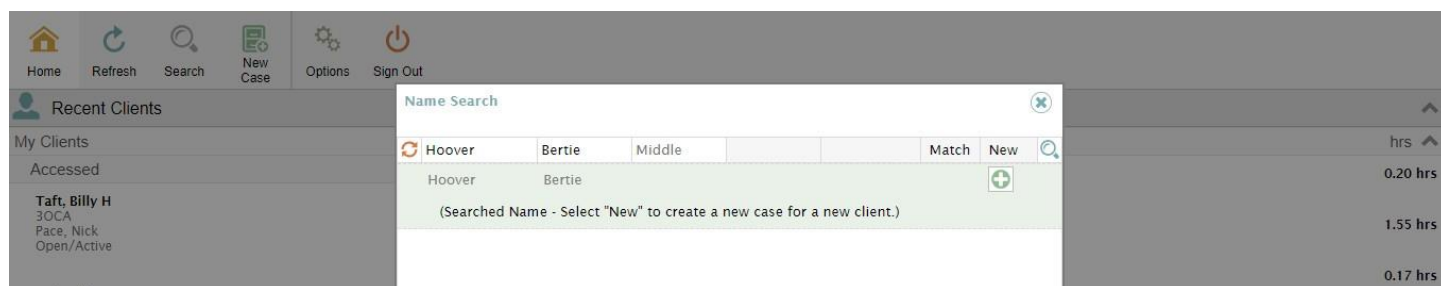 Home Refresh Search New Case Options Sign Out
Recent Clients
My Clients hrs
Accessed 0.20 hrs
Taft, Billy H
3OCA
Pace, Nick
Open/Active
1.55 hrs
0.17 hrs
Name Search
Hoover Bertie Middle Match New
Hoover Bertie
(Searched Name - Select "New" to create a new case for a new client.)